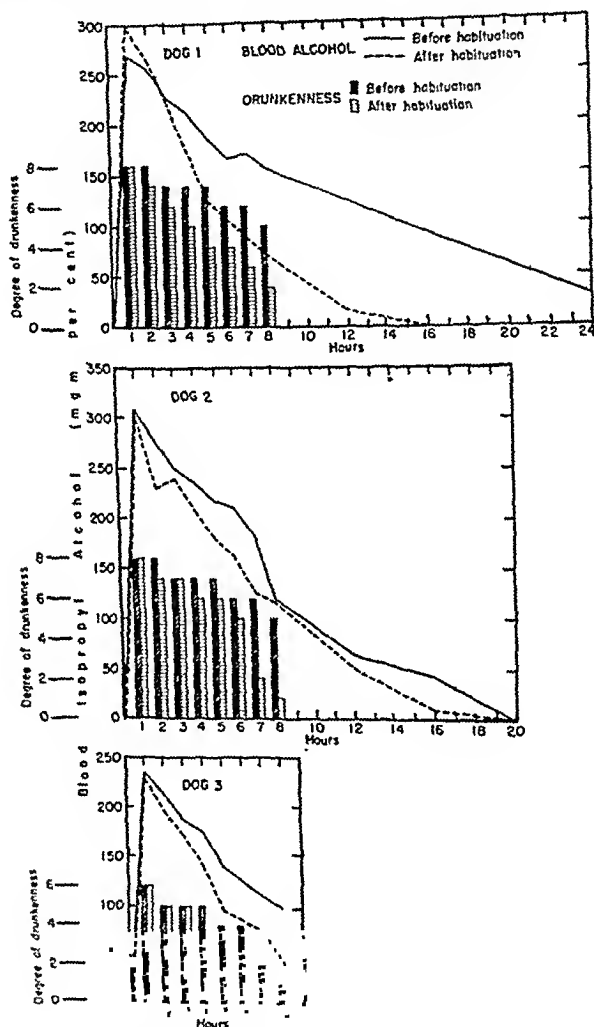 300
250
200
150
100
50
0
DOG 1
BLOOD ALCOHOL
Before habituation
After habituation
DRUNKENNESS
Before habituation
After habituation
Degree of drunkenness
8
6
4
2
0
1 2 3 4 5 6 7 8 10 12 14 16 18 20 22 24
Hours
Blood Isopropyl Alcohol (mgm per cent)
350
300
250
200
150
100
50
0
DOG 2
Degree of drunkenness
8
6
4
2
0
1 2 3 4 5 6 7 8 10 12 14 16 18 20
Hours
250
200
150
100
DOG 3
Degree of drunkenness
6
4
2
0
Hours